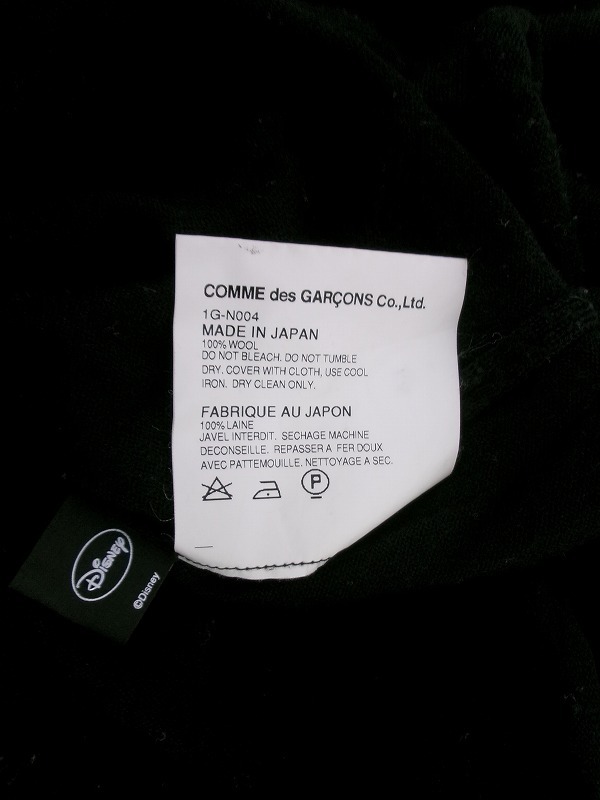 COMME des GARÇONS Co.,Ltd.
1G-N004
MADE IN JAPAN
100% WOOL
DO NOT BLEACH. DO NOT TUMBLE
DRY. COVER WITH CLOTH, USE COOL
IRON. DRY CLEAN ONLY.
FABRIQUE AU JAPON
100% LAINE
JAVEL INTERDIT. SECHAGE MACHINE
DECONSEILLE. REPASSER A FER DOUX
AVEC PATTEMOUILLE. NETTOYAGE A SEC.
P
Disney
©Disney